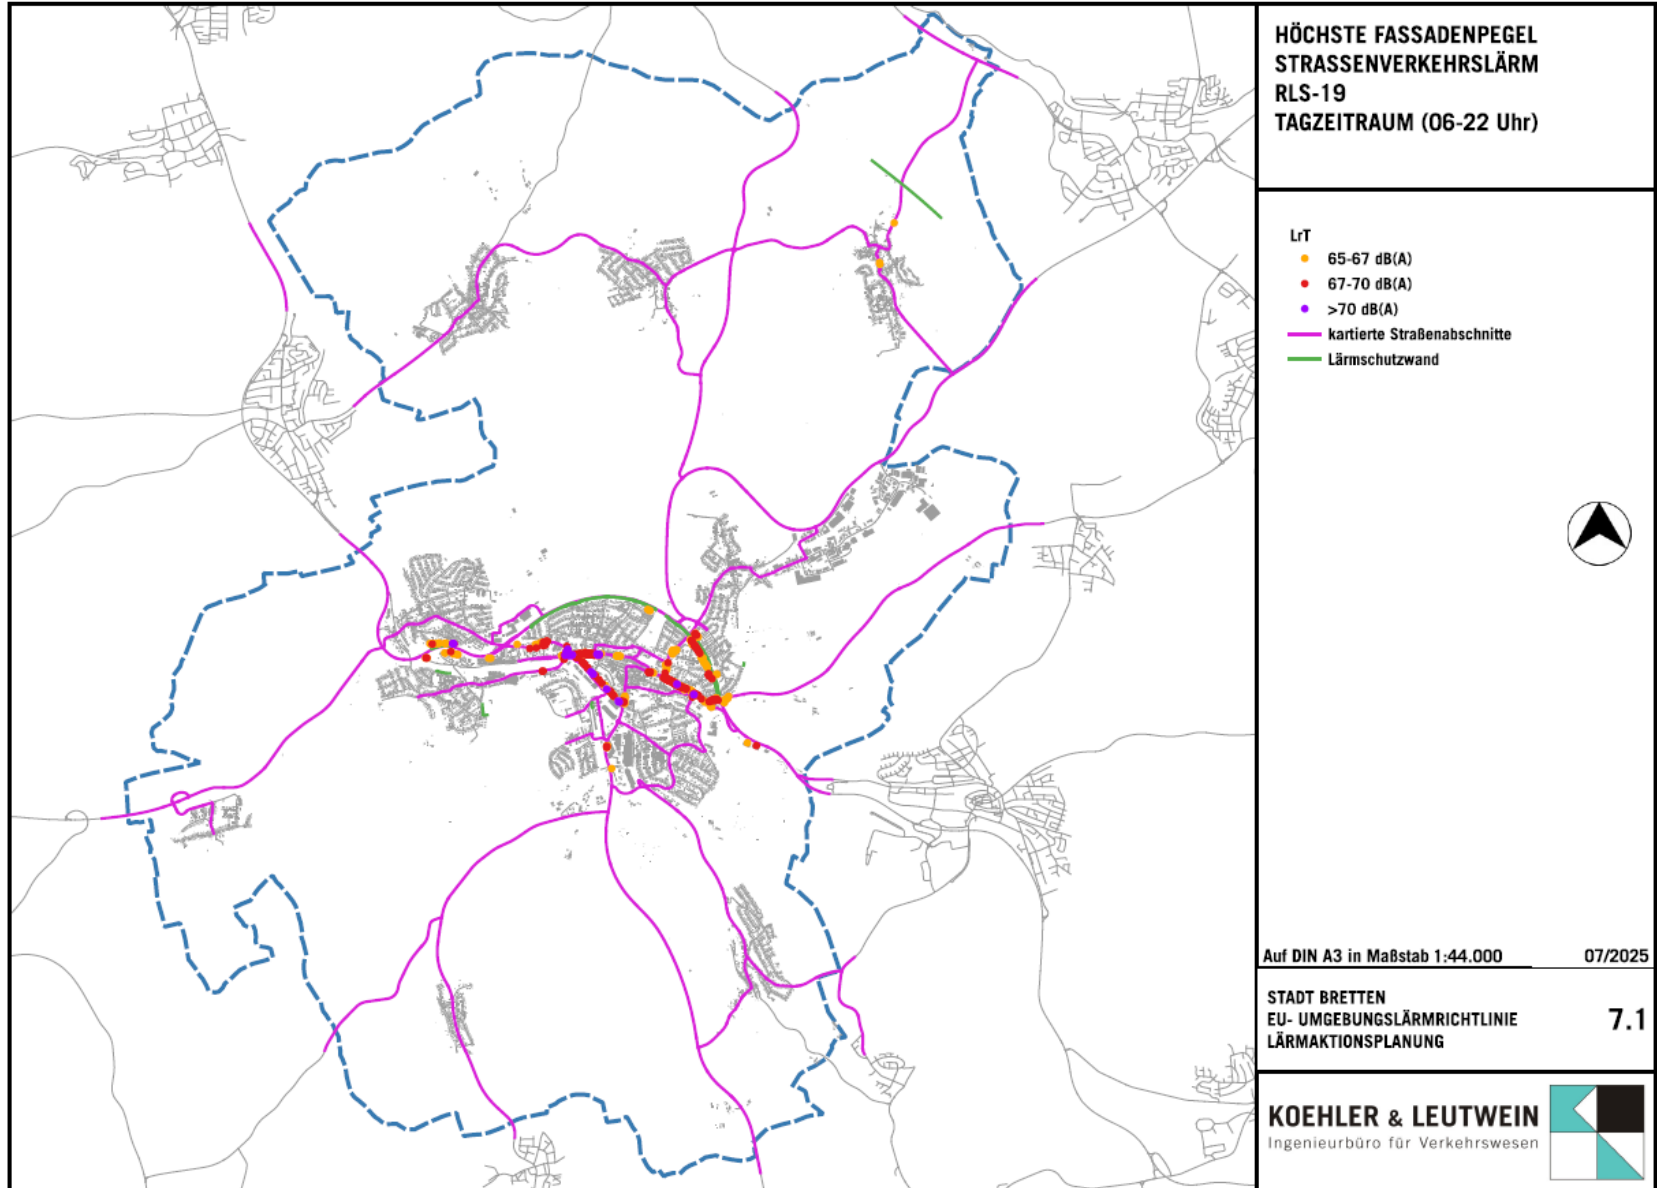 HÖCHSTE FASSADENPEGEL
STRASSENVERKEHRSLÄRM
RLS-19
TAGZEITRAUM (06-22 Uhr)
LrT
65-67 dB(A)
67-70 dB(A)
>70 dB(A)
kartierte Straßenabschnitte
Lärmschutzwand
Auf DIN A3 in Maßstab 1:44.000 07/2025
STADT BRETTEN
EU- UMGEBUNGSLÄRMRICHTLINIE 7.1
LÄRMAKTIONSPLANUNG
KOEHLER & LEUTWEIN
Ingenieurbüro für Verkehrswesen